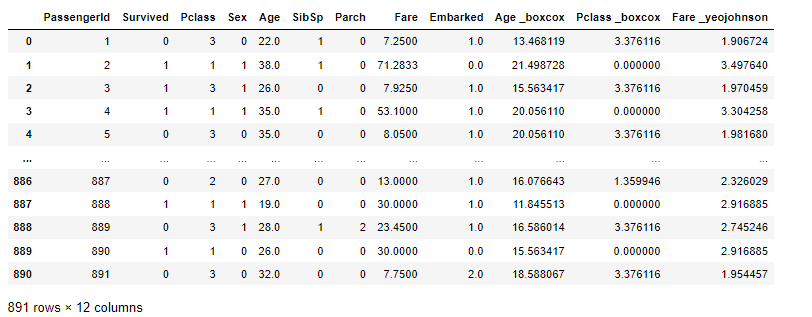 PassengerId Survived Pclass Sex Age SibSp Parch Fare Embarked Age _boxcox Pclass _boxcox Fare _yeojohnson
0 1 0 3 0 22.0 1 0 7.2500 1.0 13.468119 3.376116 1.906724
1 2 1 1 1 38.0 1 0 71.2833 0.0 21.498728 0.000000 3.497640
2 3 1 3 1 26.0 0 0 7.9250 1.0 15.563417 3.376116 1.970459
3 4 1 1 1 35.0 1 0 53.1000 1.0 20.056110 0.000000 3.304258
4 5 0 3 0 35.0 0 0 8.0500 1.0 20.056110 3.376116 1.981680
... ... ... ... ... ... ... ... ... ... ... ... ...
886 887 0 2 0 27.0 0 0 13.0000 1.0 16.076643 1.359946 2.326029
887 888 1 1 1 19.0 0 0 30.0000 1.0 11.845513 0.000000 2.916885
888 889 0 3 1 28.0 1 2 23.4500 1.0 16.586014 3.376116 2.745246
889 890 1 1 0 26.0 0 0 30.0000 0.0 15.563417 0.000000 2.916885
890 891 0 3 0 32.0 0 0 7.7500 2.0 18.588067 3.376116 1.954457
891 rows × 12 columns